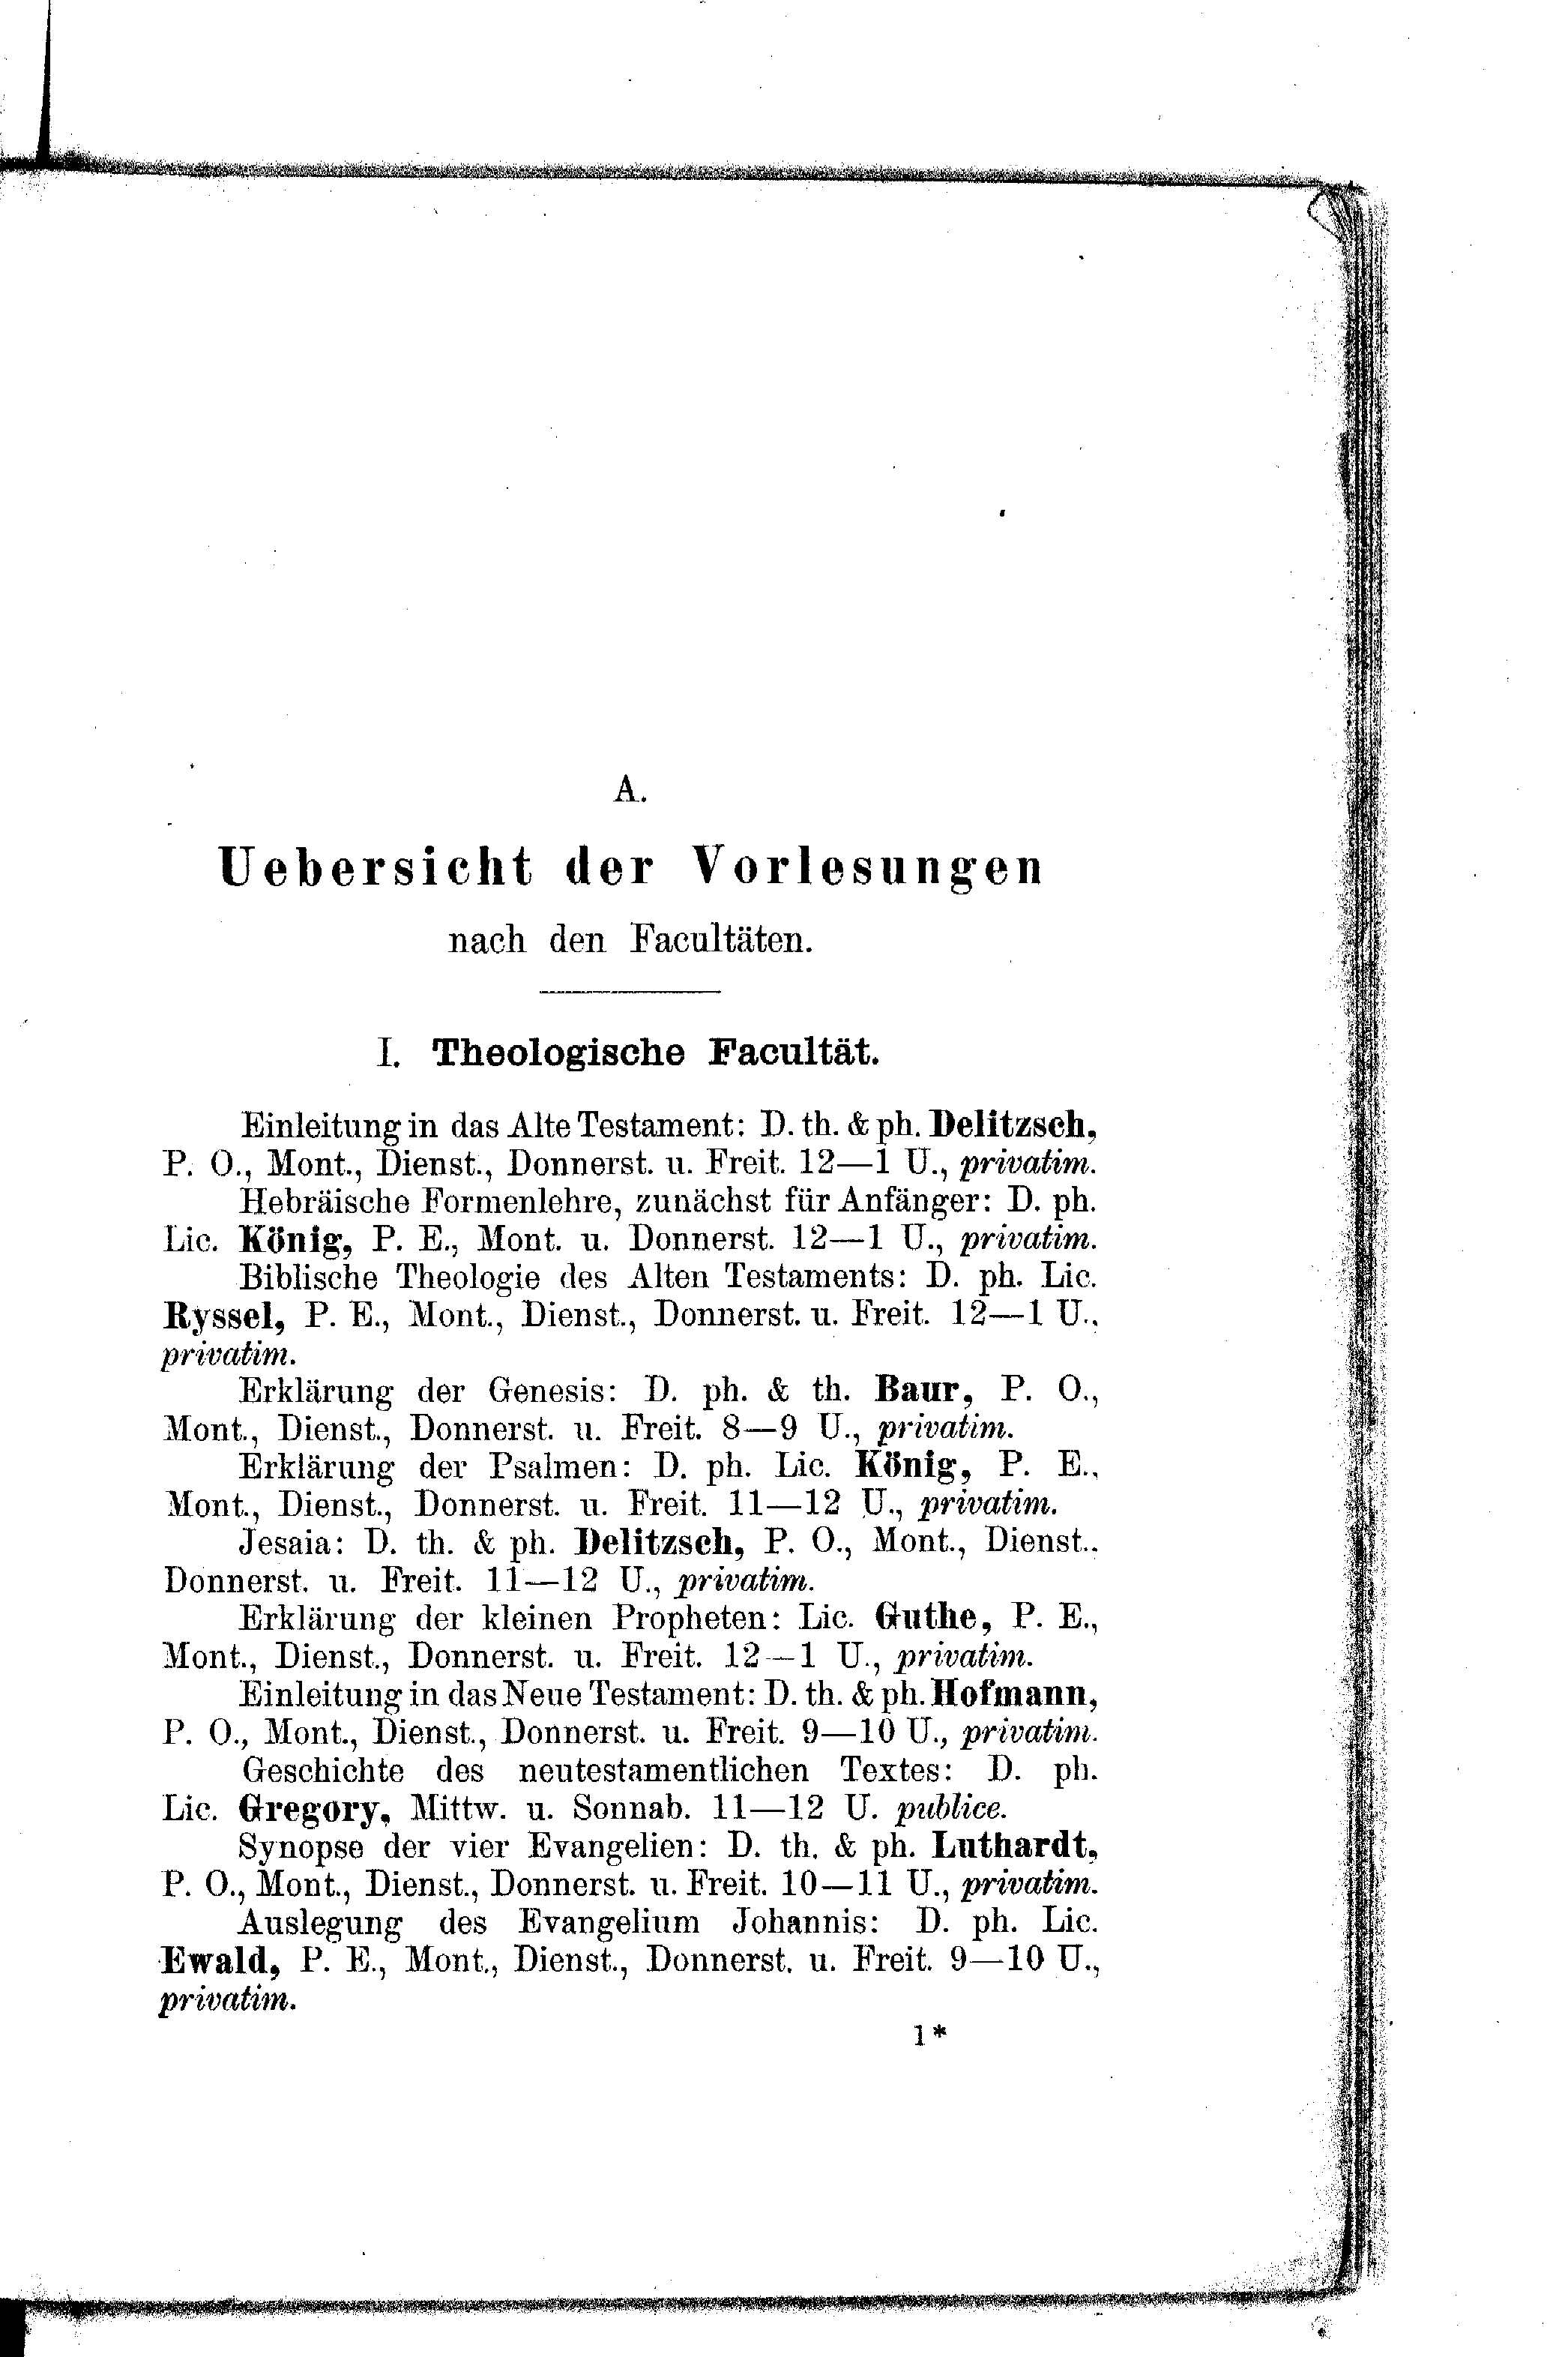 A.
Uebersicht der Vorlesungen
nach den Facultäten.
I. Theologische Facultät.
Einleitung in das Alte Testament: D. th. & ph. Delitzsch,
P. O., Mont., Dienst., Donnerst. u. Freit. 12—1 U., privatim.
Hebräische Formenlehre, zunächst für Anfänger: D. ph.
Lic. König, P. E., Mont. u. Donnerst. 12—1 U., privatim.
Biblische Theologie des Alten Testaments: D. ph. Lic.
Ryssel, P. E., Mont., Dienst., Donnerst. u. Freit. 12—1 U.,
privatim.
Erklärung der Genesis: D. ph. & th. Baur, P. O.,
Mont., Dienst., Donnerst. u. Freit. 8—9 U., privatim.
Erklärung der Psalmen: D. ph. Lic. König, P. E.,
Mont., Dienst., Donnerst. u. Freit. 11—12 U., privatim.
Jesaia: D. th. & ph. Delitzsch, P. O., Mont., Dienst.,
Donnerst. u. Freit. 11—12 U., privatim.
Erklärung der kleinen Propheten: Lic. Guthe, P. E.,
Mont., Dienst., Donnerst. u. Freit. 12—1 U., privatim.
Einleitung in das Neue Testament: D. th. & ph. Hofmann,
P. O., Mont., Dienst., Donnerst. u. Freit. 9—10 U., privatim.
Geschichte des neutestamentlichen Textes: D. ph.
Lic. Gregory, Mittw. u. Sonnab. 11—12 U. publice.
Synopse der vier Evangelien: D. th. & ph. Luthardt,
P. O., Mont., Dienst., Donnerst. u. Freit. 10—11 U., privatim.
Auslegung des Evangelium Johannis: D. ph. Lic.
Ewald, P. E., Mont., Dienst., Donnerst. u. Freit. 9—10 U.,
privatim.
1*